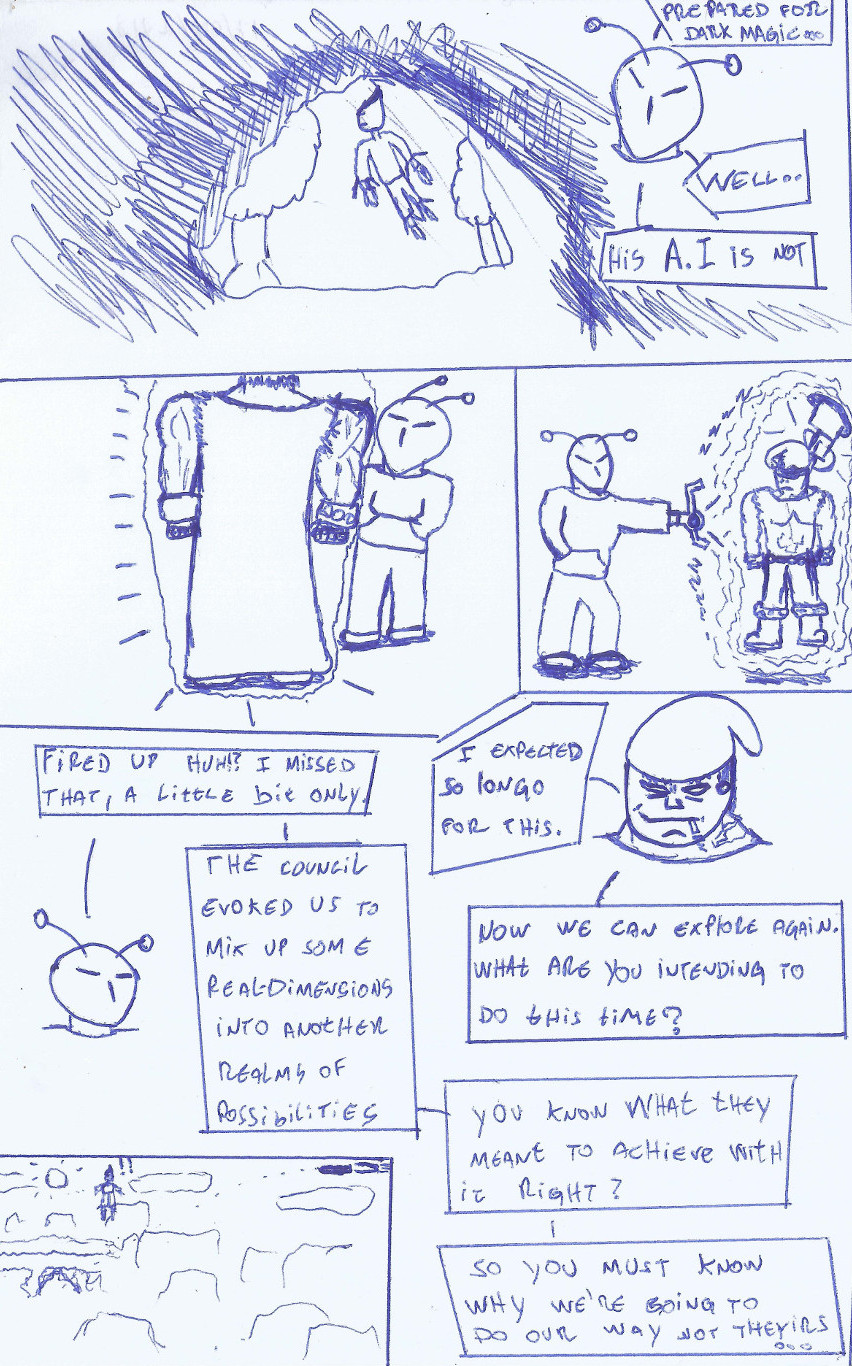 PREPARED FOR
DARK MAGIC...
WELL..
HIS A.I IS NOT
FIRED UP HUH!? I MISSED
THAT, A LITTLE BIT ONLY.
THE COUNCIL
EVOKED US TO
MIX UP SOME
REAL-DIMENSIONS
INTO ANOTHER
REALMS OF
POSSIBILITIES
I EXPECTED
SO LONGO
FOR THIS.
NOW WE CAN EXPLORE AGAIN.
WHAT ARE YOU INTENDING TO
DO THIS TIME?
YOU KNOW WHAT THEY
MEANT TO ACHIEVE WITH
IT RIGHT?
!!
SO YOU MUST KNOW
WHY WE'RE GOING TO
DO OUR WAY NOT THEYIRS
...